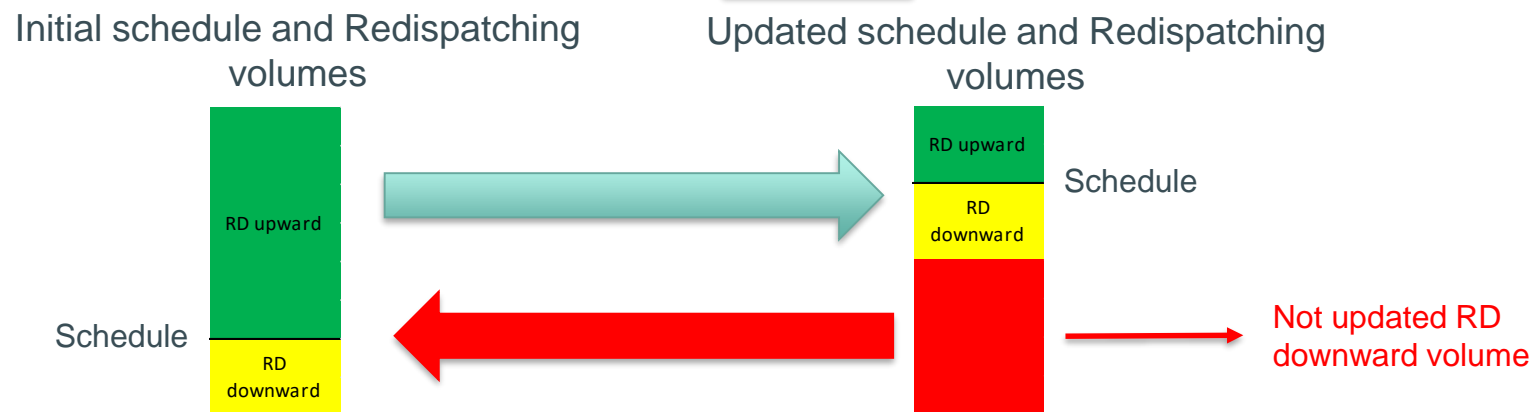 Initial schedule and Redispatching
volumes
Updated schedule and Redispatching
volumes
RD upward
Schedule
RD
downward
RD upward
Schedule
RD
downward
Not updated RD
downward volume